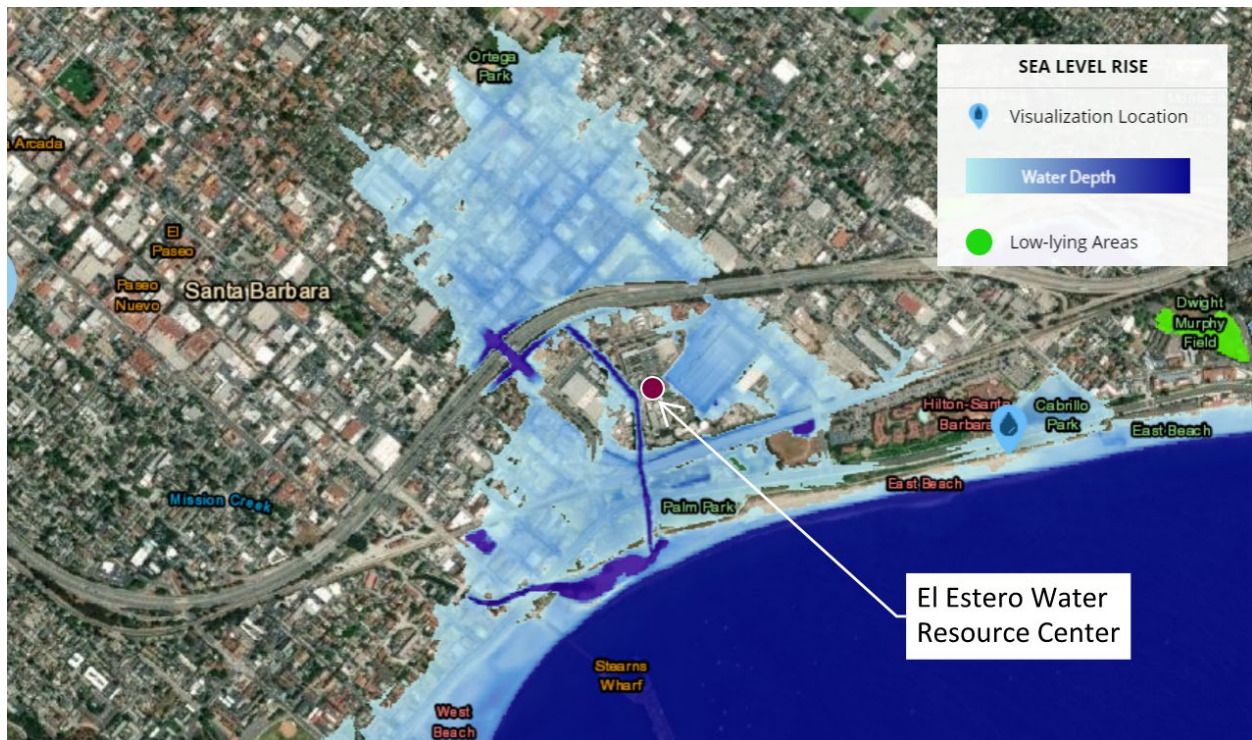 Ortega
Park
SEA LEVEL RISE
Visualization Location
Water Depth
Low-lying Areas
Arcada
El
Paseo
Paseo
Nuevo
Santa Barbara
Dwight
Murphy
Field
Hilton-Santa
Barbara
Cabrillo
Park
East Beach
East Beach
Mission Creek
Palm Park
El Estero Water
Resource Center
Stearns
Wharf
West
Beach